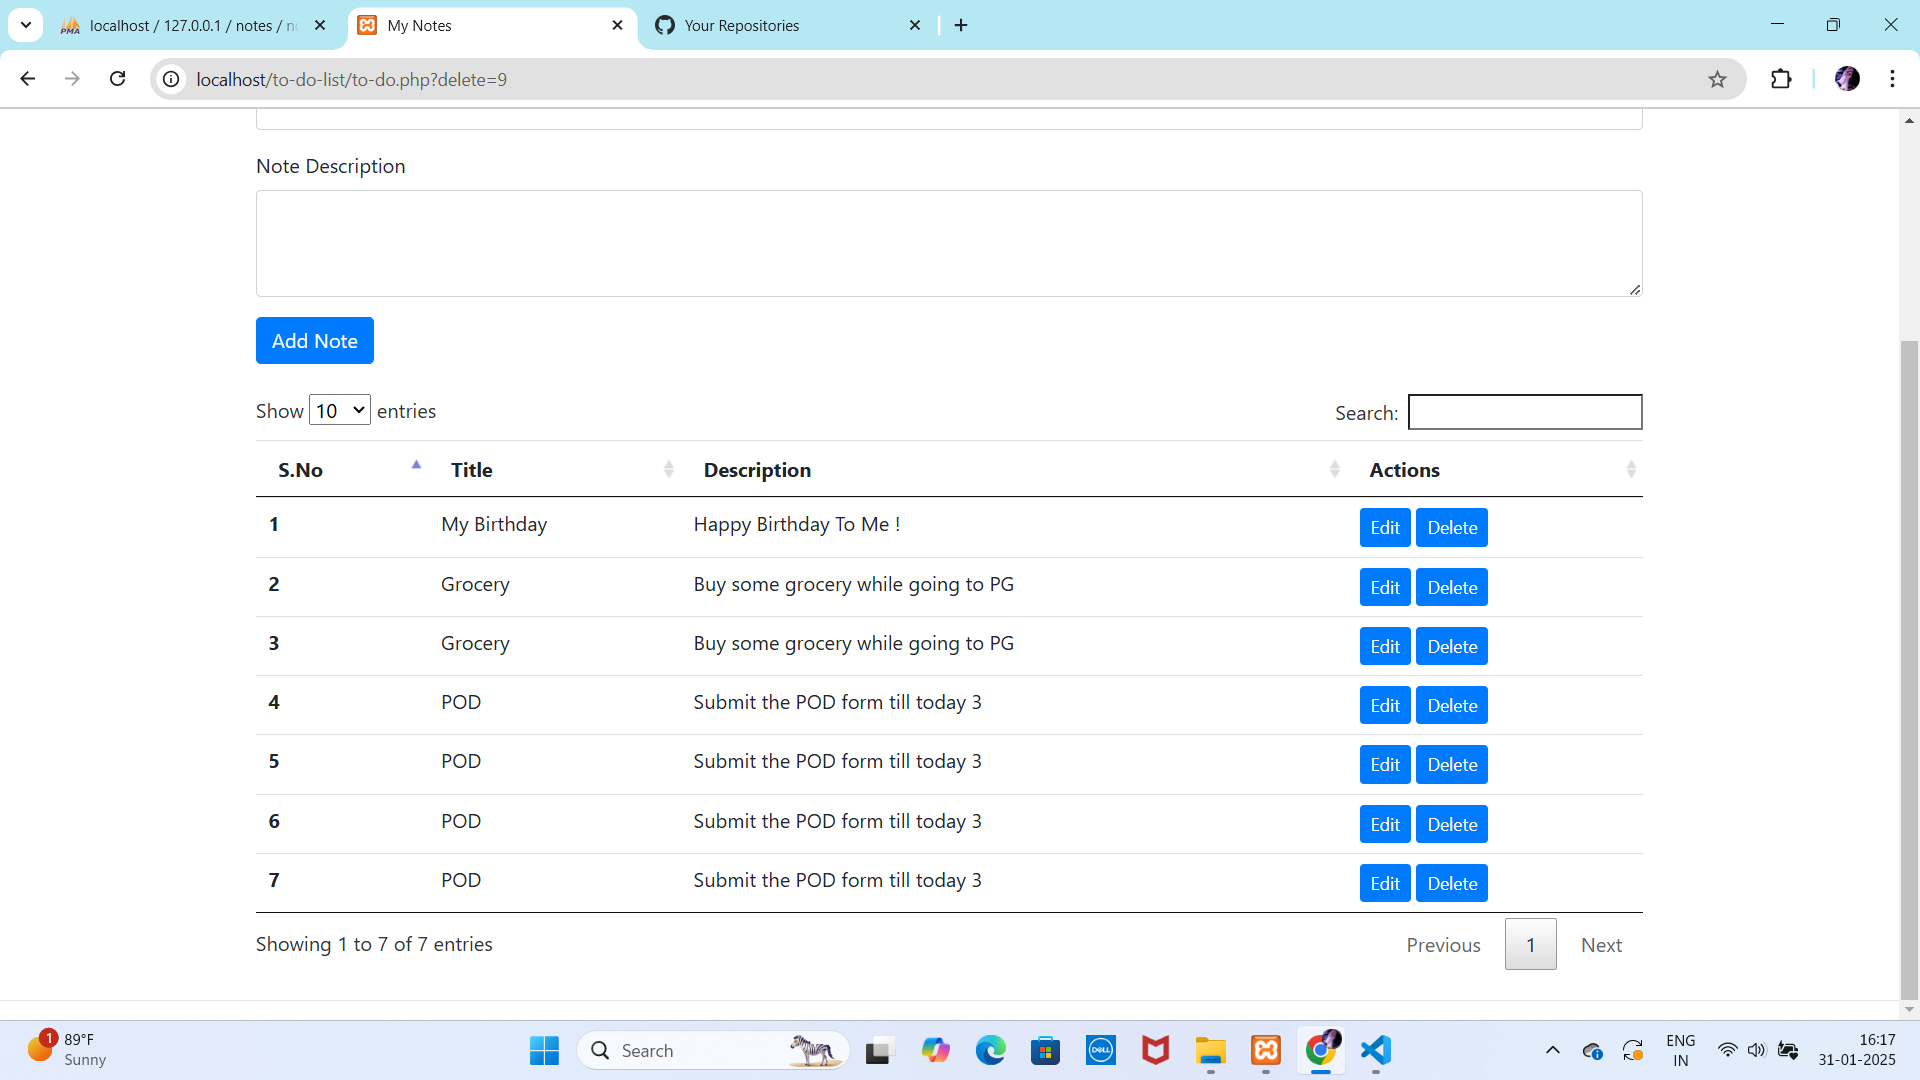 localhost / 127.0.0.1 / notes / no
My Notes
Your Repositories
localhost/to-do-list/to-do.php?delete=9
Note Description
Add Note
Show 10 entries
Search:
S.No Title Description Actions
1 My Birthday Happy Birthday To Me ! Edit Delete
2 Grocery Buy some grocery while going to PG Edit Delete
3 Grocery Buy some grocery while going to PG Edit Delete
4 POD Submit the POD form till today 3 Edit Delete
5 POD Submit the POD form till today 3 Edit Delete
6 POD Submit the POD form till today 3 Edit Delete
7 POD Submit the POD form till today 3 Edit Delete
Showing 1 to 7 of 7 entries
Previous 1 Next
1
89°F
Sunny
Search
DELL
ENG
IN
16:17
31-01-2025
PMA